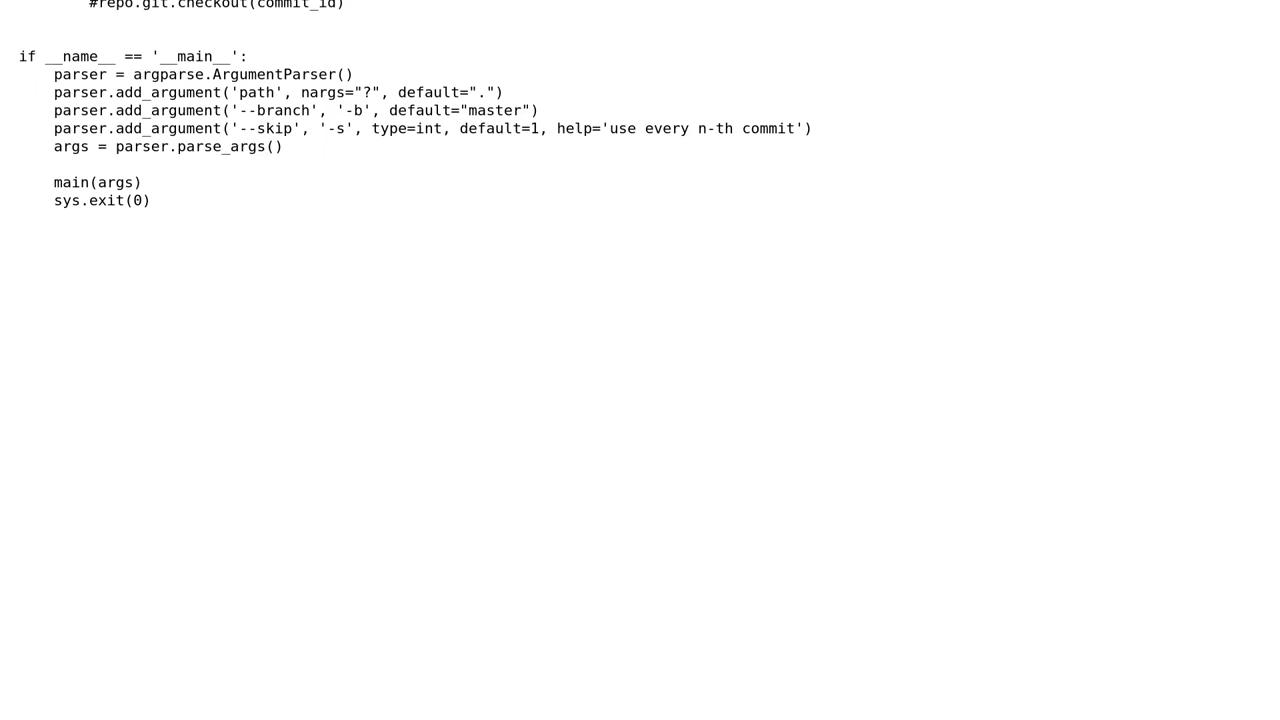 #repo.git.checkout(commit_id)


if __name__ == '__main__':
    parser = argparse.ArgumentParser()
    parser.add_argument('path', nargs="?", default=".")
    parser.add_argument('--branch', '-b', default="master")
    parser.add_argument('--skip', '-s', type=int, default=1, help='use every n-th commit')
    args = parser.parse_args()

    main(args)
    sys.exit(0)